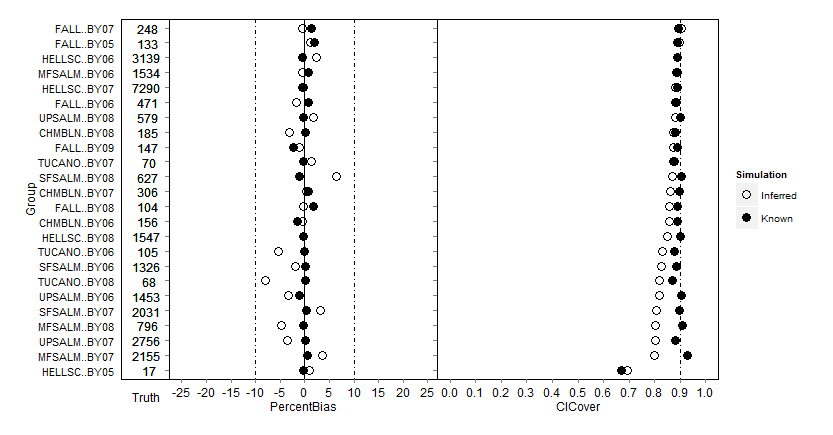 FALL..BY07 248
FALL..BY05 133
HELLSC..BY06 3139
MFSALM..BY06 1534
HELLSC..BY07 7290
FALL..BY06 471
UPSALM..BY08 579
CHMBLN..BY08 185
FALL..BY09 147
TUCANO..BY07 70
SFSALM..BY08 627
CHMBLN..BY07 306
FALL..BY08 104
CHMBLN..BY06 156
HELLSC..BY08 1547
TUCANO..BY06 105
SFSALM..BY06 1326
TUCANO..BY08 68
UPSALM..BY06 1453
SFSALM..BY07 2031
MFSALM..BY08 796
UPSALM..BY07 2756
MFSALM..BY07 2155
HELLSC..BY05 17
Group
Truth
-25 -20 -15 -10 -5 0 5 10 15 20 25
PercentBias
0.0 0.1 0.2 0.3 0.4 0.5 0.6 0.7 0.8 0.9 1.0
CICover
Simulation
Inferred
Known